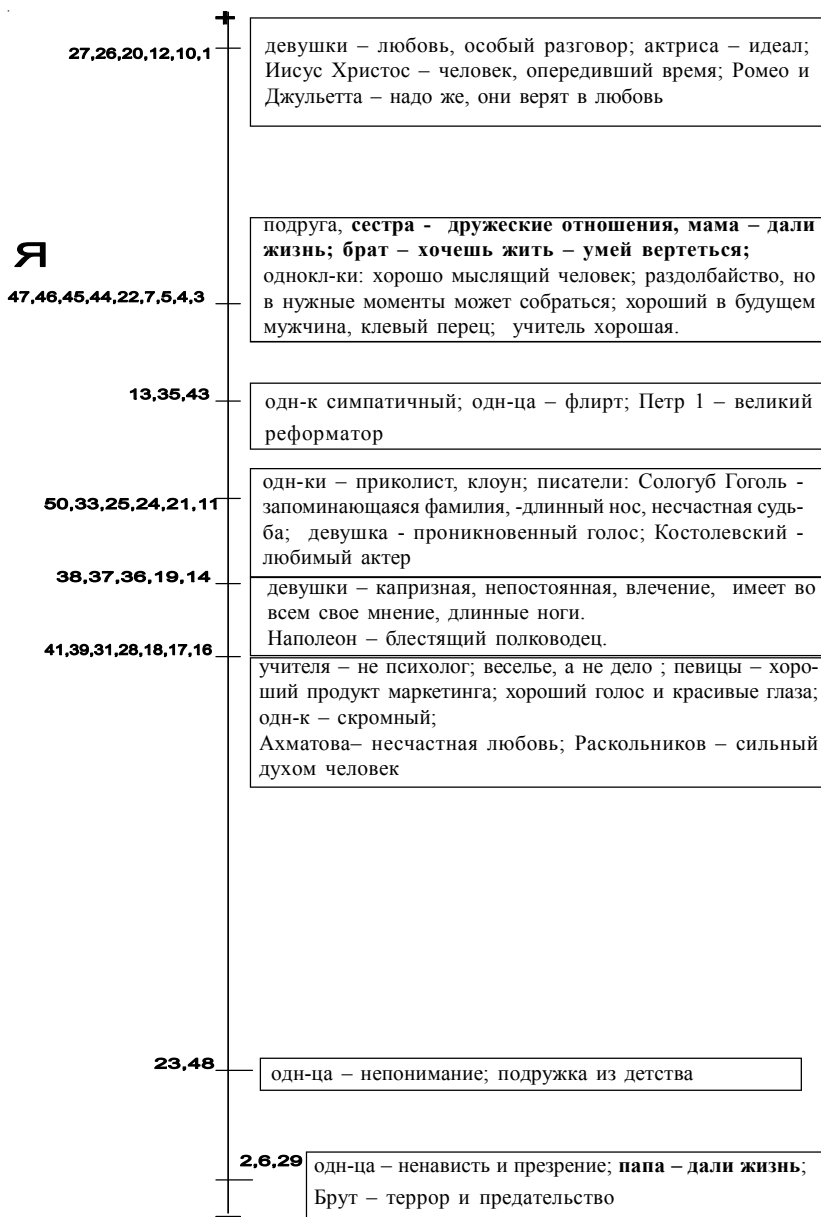 +
27,26,20,12,10,1
девушки – любовь, особый разговор; актриса – идеал;
Иисус Христос – человек, опередивший время; Ромео и
Джульетта – надо же, они верят в любовь
Я
47,46,45,44,22,7,5,4,3
подруга, сестра - дружеские отношения, мама – дали
жизнь; брат – хочешь жить – умей вертеться;
однокл-ки: хорошо мыслящий человек; раздолбайство, но
в нужные моменты может собраться; хороший в будущем
мужчина, клевый перец; учитель хорошая.
13,35,43
одн-к симпатичный; одн-ца – флирт; Петр 1 – великий
реформатор
50,33,25,24,21,11
одн-ки – приколист, клоун; писатели: Сологуб Гоголь -
запоминающаяся фамилия, -длинный нос, несчастная судь-
ба; девушка - проникновенный голос; Костолевский -
любимый актер
38,37,36,19,14
девушки – капризная, непостоянная, влечение, имеет во
всем свое мнение, длинные ноги.
Наполеон – блестящий полководец.
41,39,31,28,18,17,16
учителя – не психолог; веселье, а не дело ; певицы – хоро-
ший продукт маркетинга; хороший голос и красивые глаза;
одн-к – скромный;
Ахматова– несчастная любовь; Раскольников – сильный
духом человек
23,48
одн-ца – непонимание; подружка из детства
2,6,29
одн-ца – ненависть и презрение; папа – дали жизнь;
Брут – террор и предательство